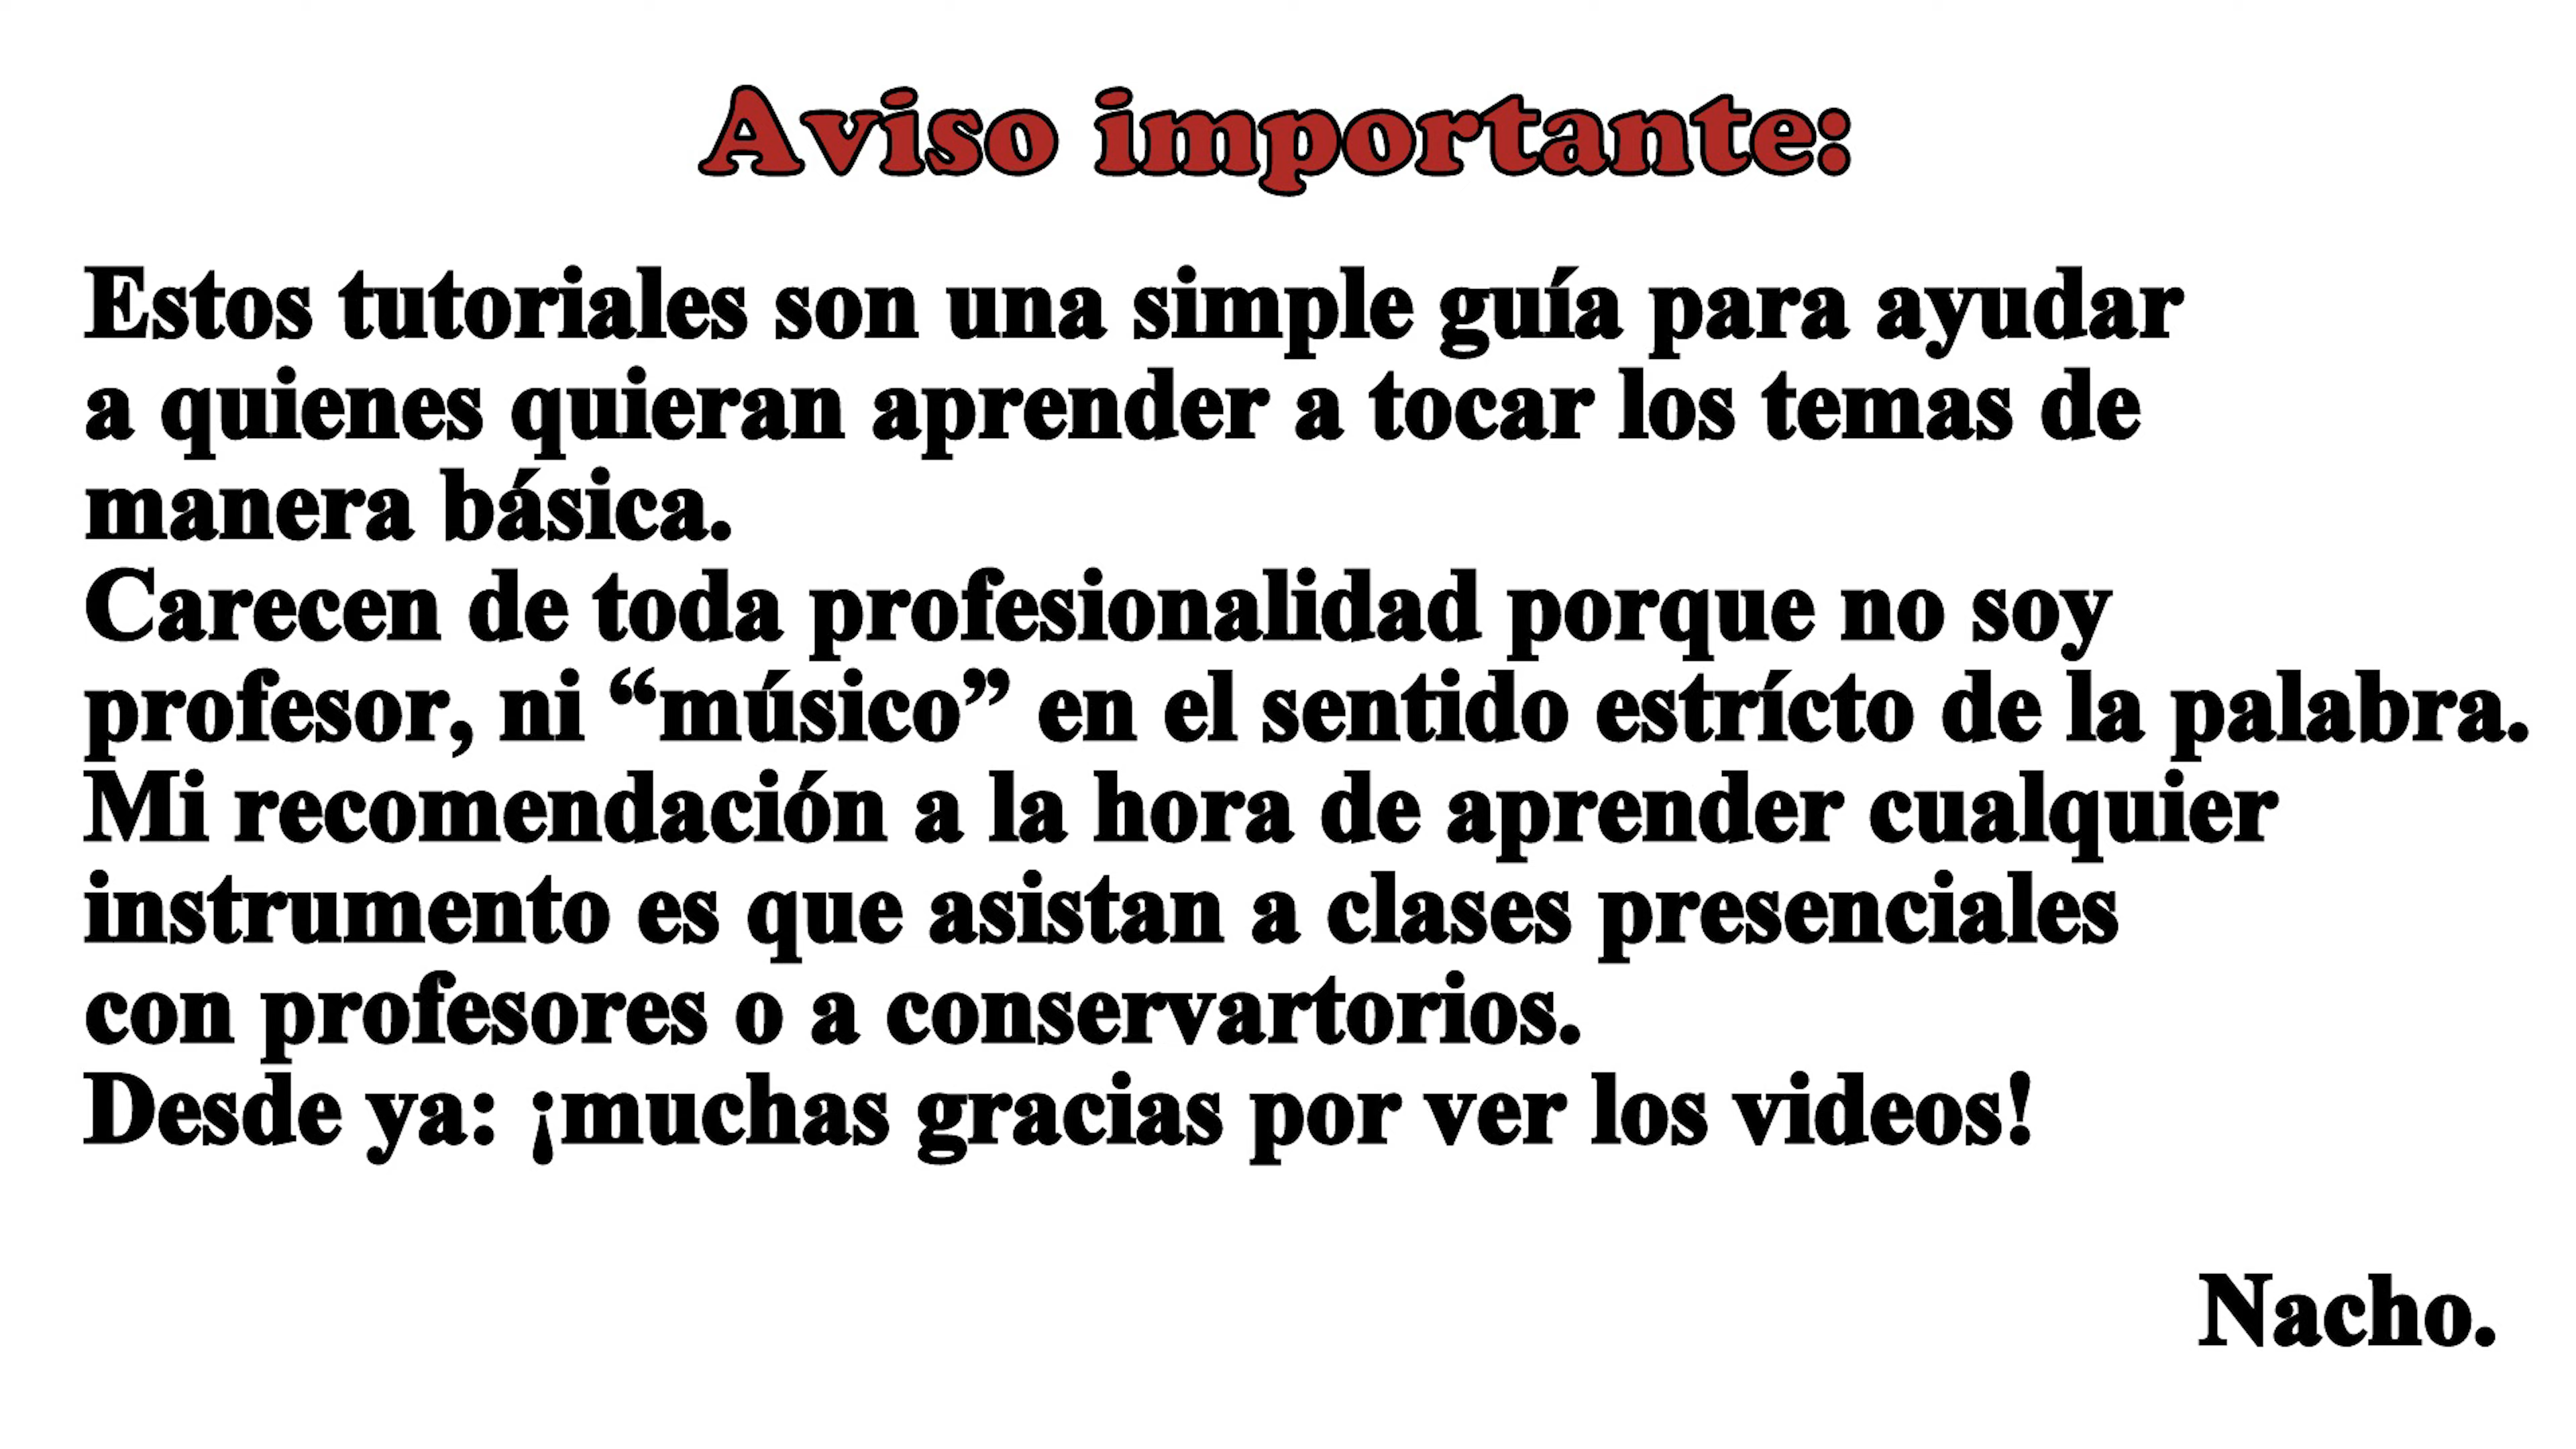 Aviso importante:
Estos tutoriales son una simple guía para ayudar
a quienes quieran aprender a tocar los temas de
manera básica.
Carecen de toda profesionalidad porque no soy
profesor, ni “músico” en el sentido estrícto de la palabra.
Mi recomendación a la hora de aprender cualquier
instrumento es que asistan a clases presenciales
con profesores o a conservartorios.
Desde ya: ¡muchas gracias por ver los videos!
Nacho.